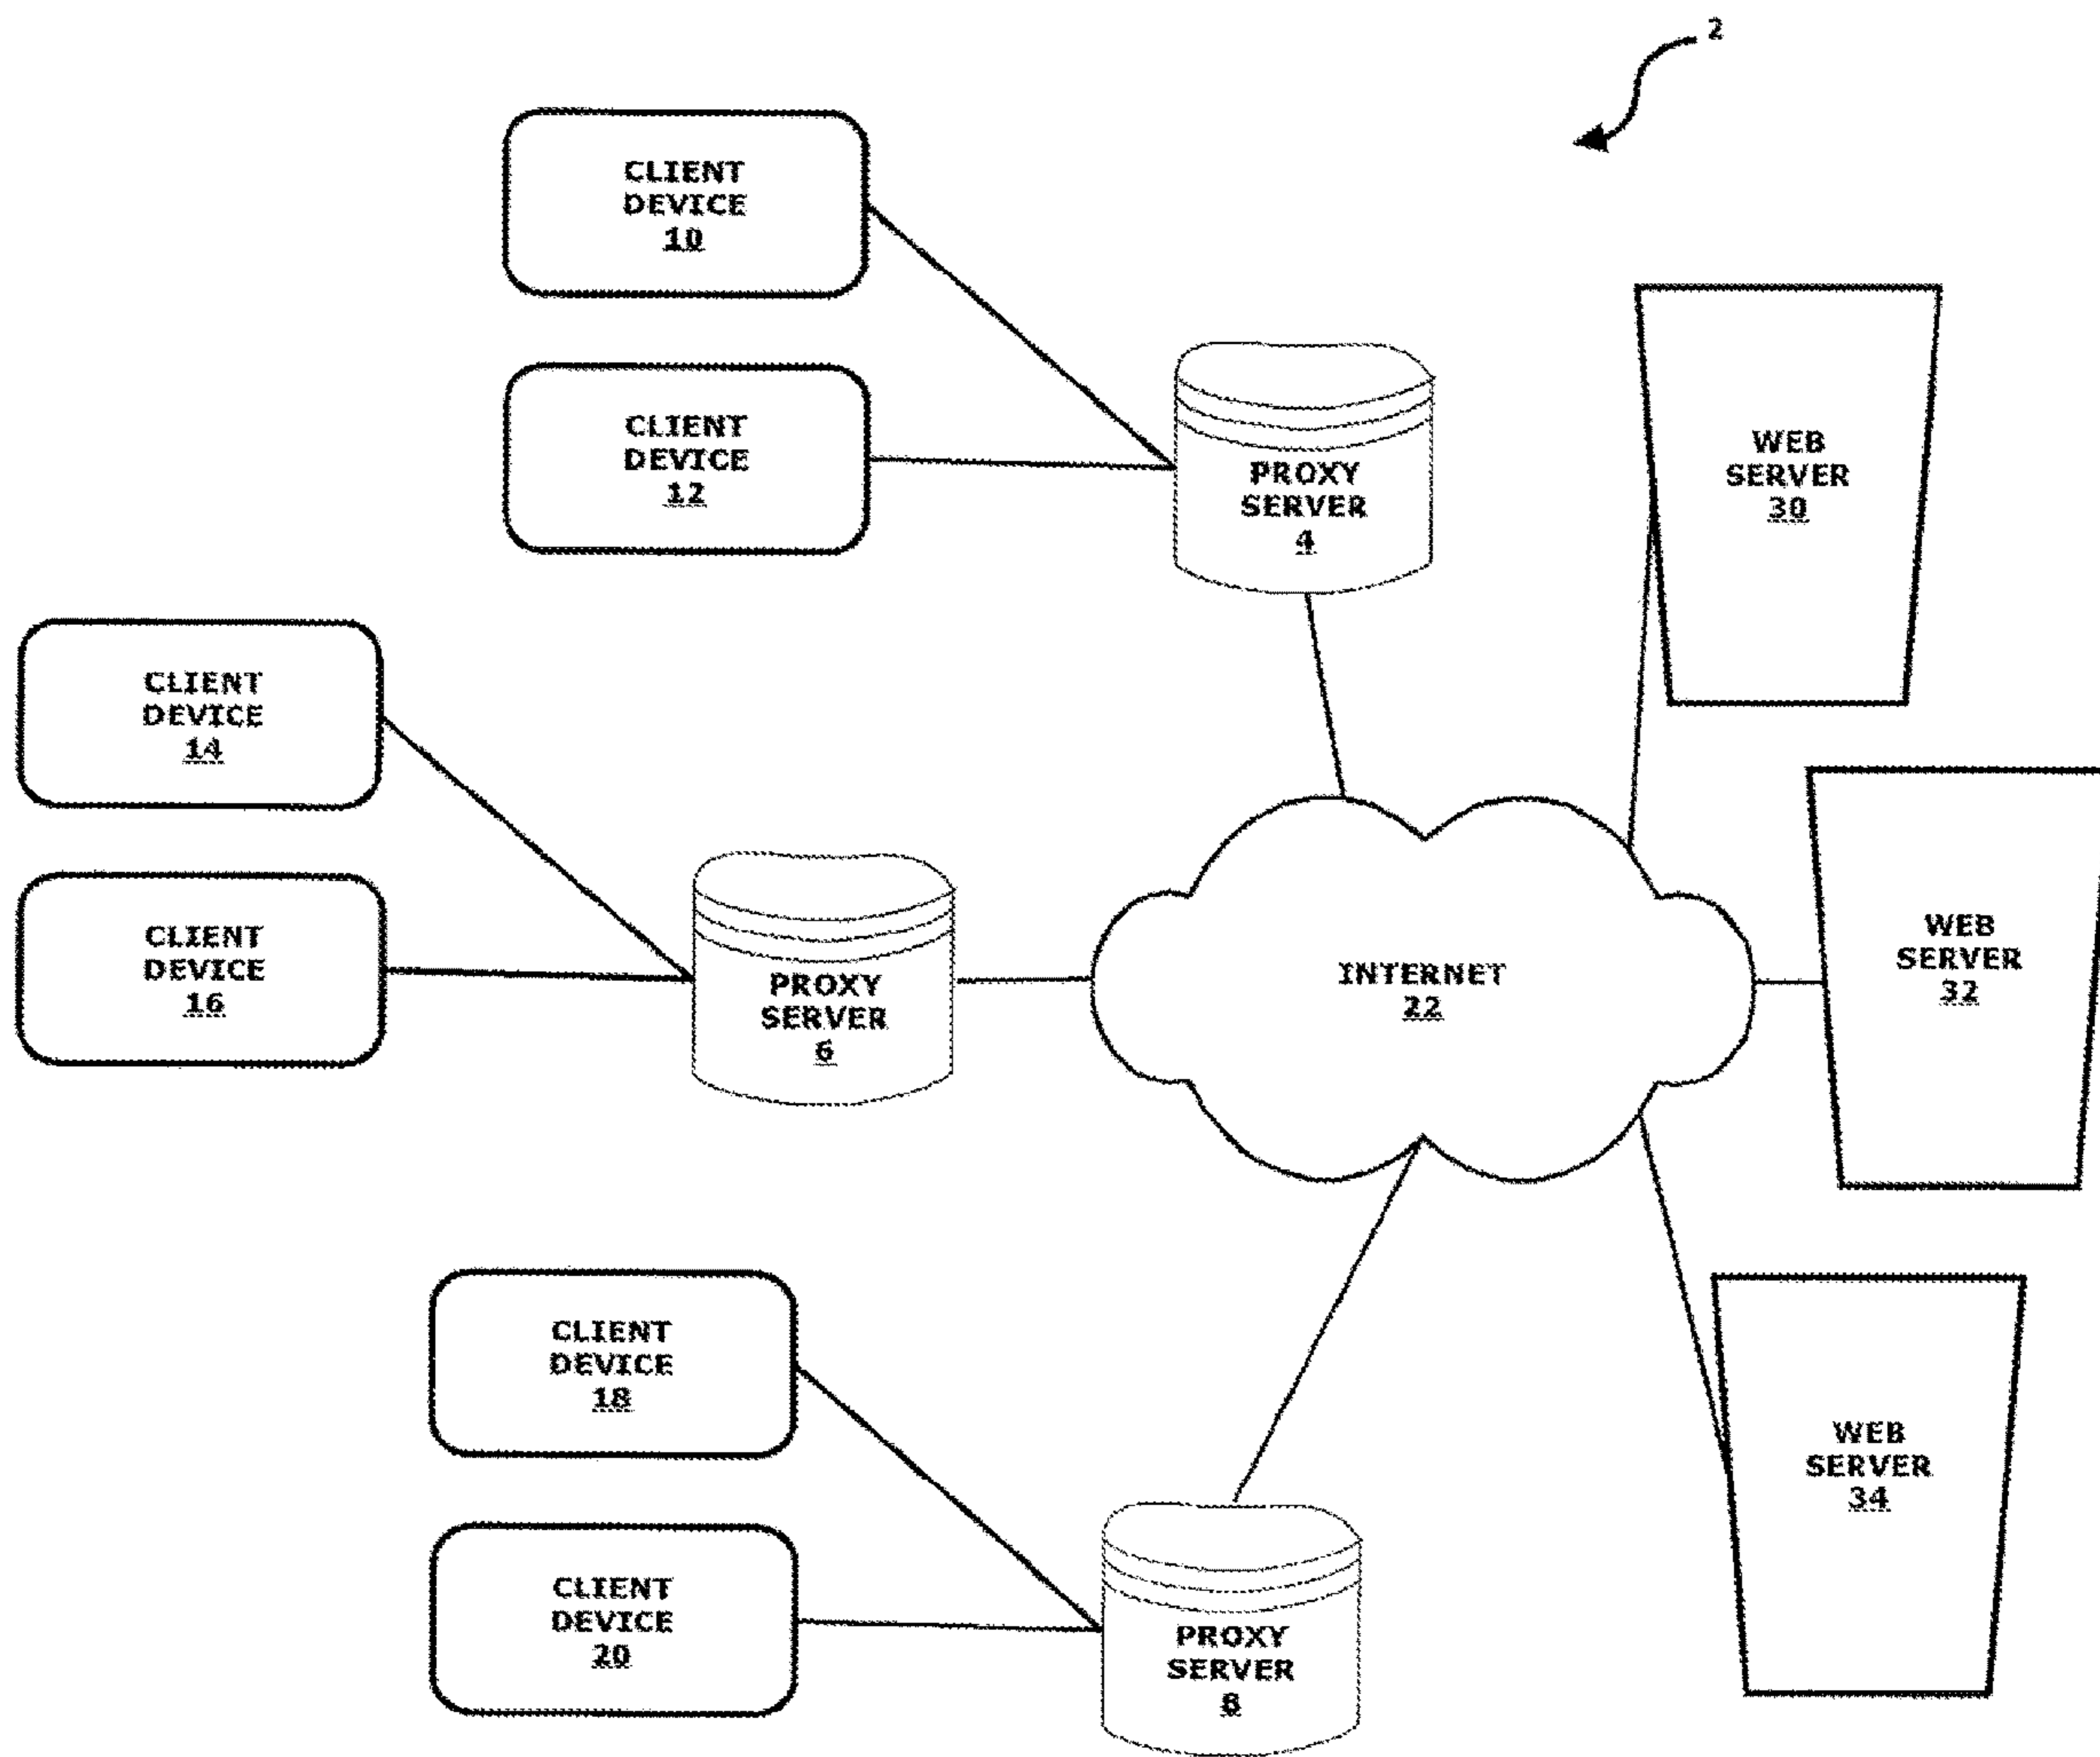 2
CLIENT
DEVICE
10
CLIENT
DEVICE
12
PROXY
SERVER
4
WEB
SERVER
30
CLIENT
DEVICE
14
CLIENT
DEVICE
16
PROXY
SERVER
6
INTERNET
22
WEB
SERVER
32
CLIENT
DEVICE
18
CLIENT
DEVICE
20
PROXY
SERVER
8
WEB
SERVER
34